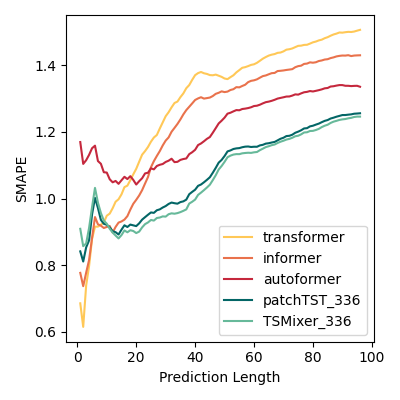 1.4
1.2
1.0
0.8
0.6
SMAPE
0
20
40
60
80
100
Prediction Length
transformer
informer
autoformer
patchTST_336
TSMixer_336